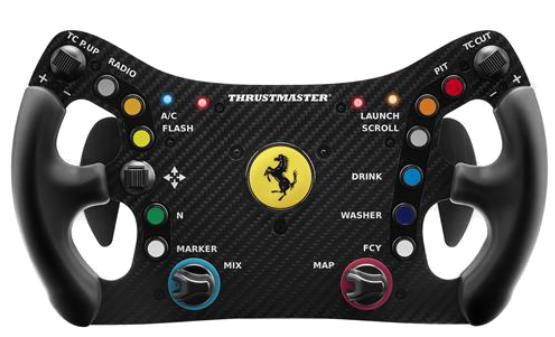 TC P.UP
TC CUT
RADIO
PIT
+
−
−
+
THRUSTMASTER®
A/C
LAUNCH
FLASH
SCROLL
DRINK
N
WASHER
MARKER
FCY
MIX
MAP